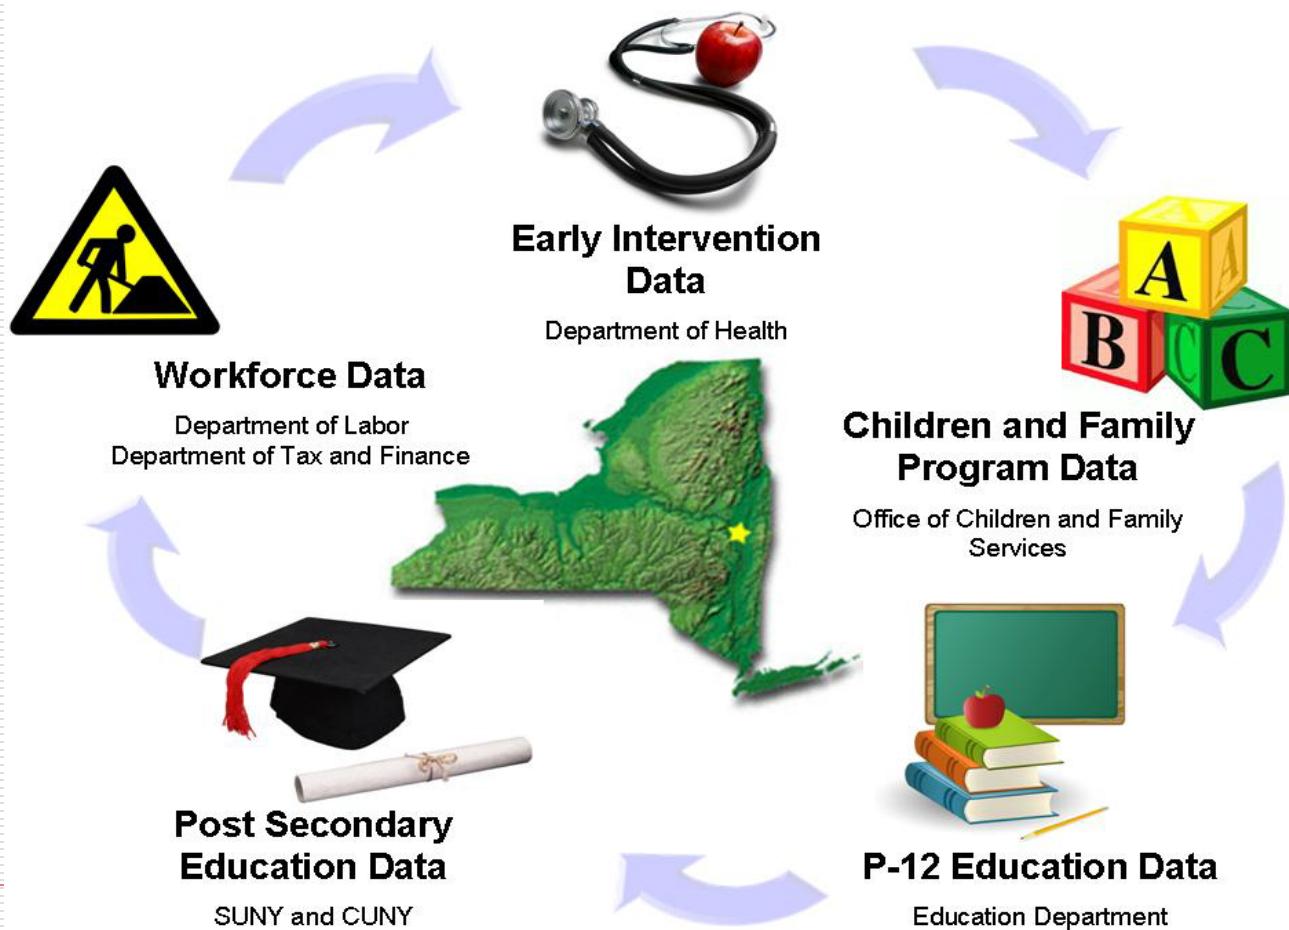 Early Intervention
Data
Department of Health
A
A
B
C
C
Children and Family
Program Data
Office of Children and Family
Services
P-12 Education Data
Education Department
Post Secondary
Education Data
SUNY and CUNY
Workforce Data
Department of Labor
Department of Tax and Finance